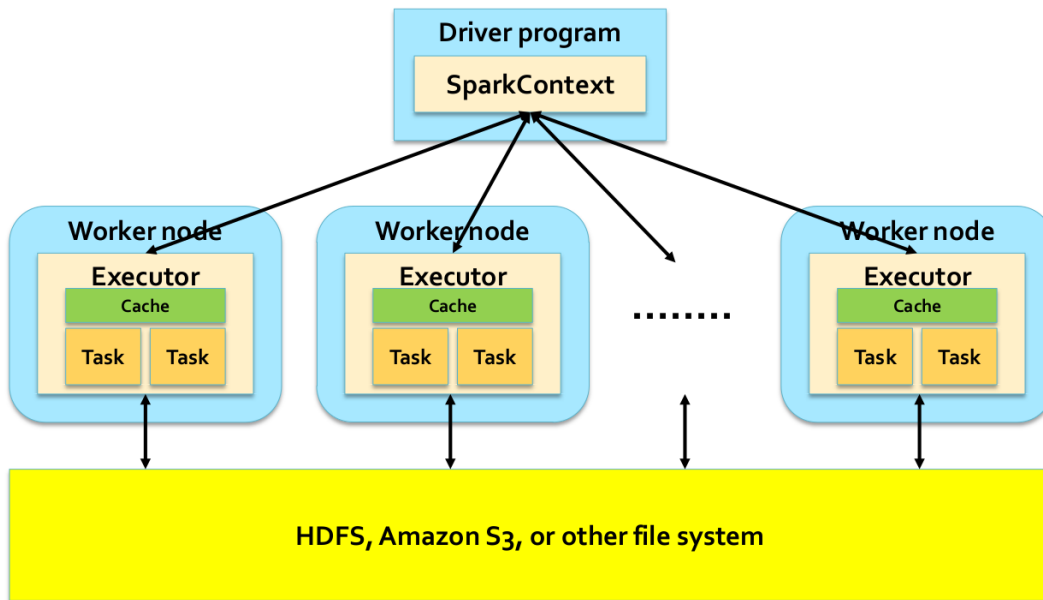 Driver program
SparkContext
Worker node
Worker node
Worker node
Executor
Executor
Executor
Cache
Cache
Cache
Task
Task
Task
Task
Task
Task
HDFS, Amazon S3, or other file system